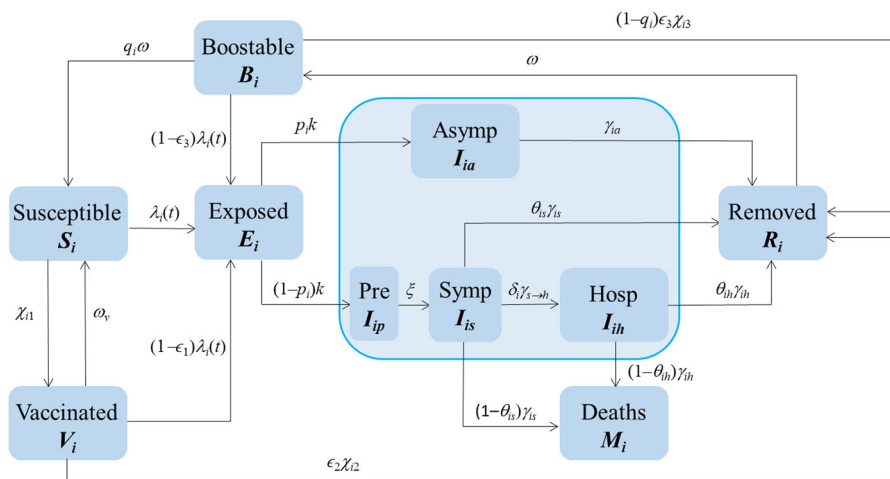 (1–qᵢ)ϵ₃χᵢ₃
Boostable
Bᵢ
qᵢω
ω
(1–ϵ₃)λᵢ(t)
pᵢk
Asymp
Iᵢₐ
γᵢₐ
Susceptible
Sᵢ
λᵢ(t)
Exposed
Eᵢ
θᵢₛγᵢₛ
Removed
Rᵢ
(1–pᵢ)k
Pre
Iᵢₚ
ξ
Symp
Iᵢₛ
δᵢγₛ→ₕ
Hosp
Iᵢₕ
θᵢₕγᵢₕ
χᵢ₁
ωᵥ
(1–ϵ₁)λᵢ(t)
(1–θᵢₕ)γᵢₕ
Vaccinated
Vᵢ
(1–θᵢₛ)γᵢₛ
Deaths
Mᵢ
ϵ₂χᵢ₂